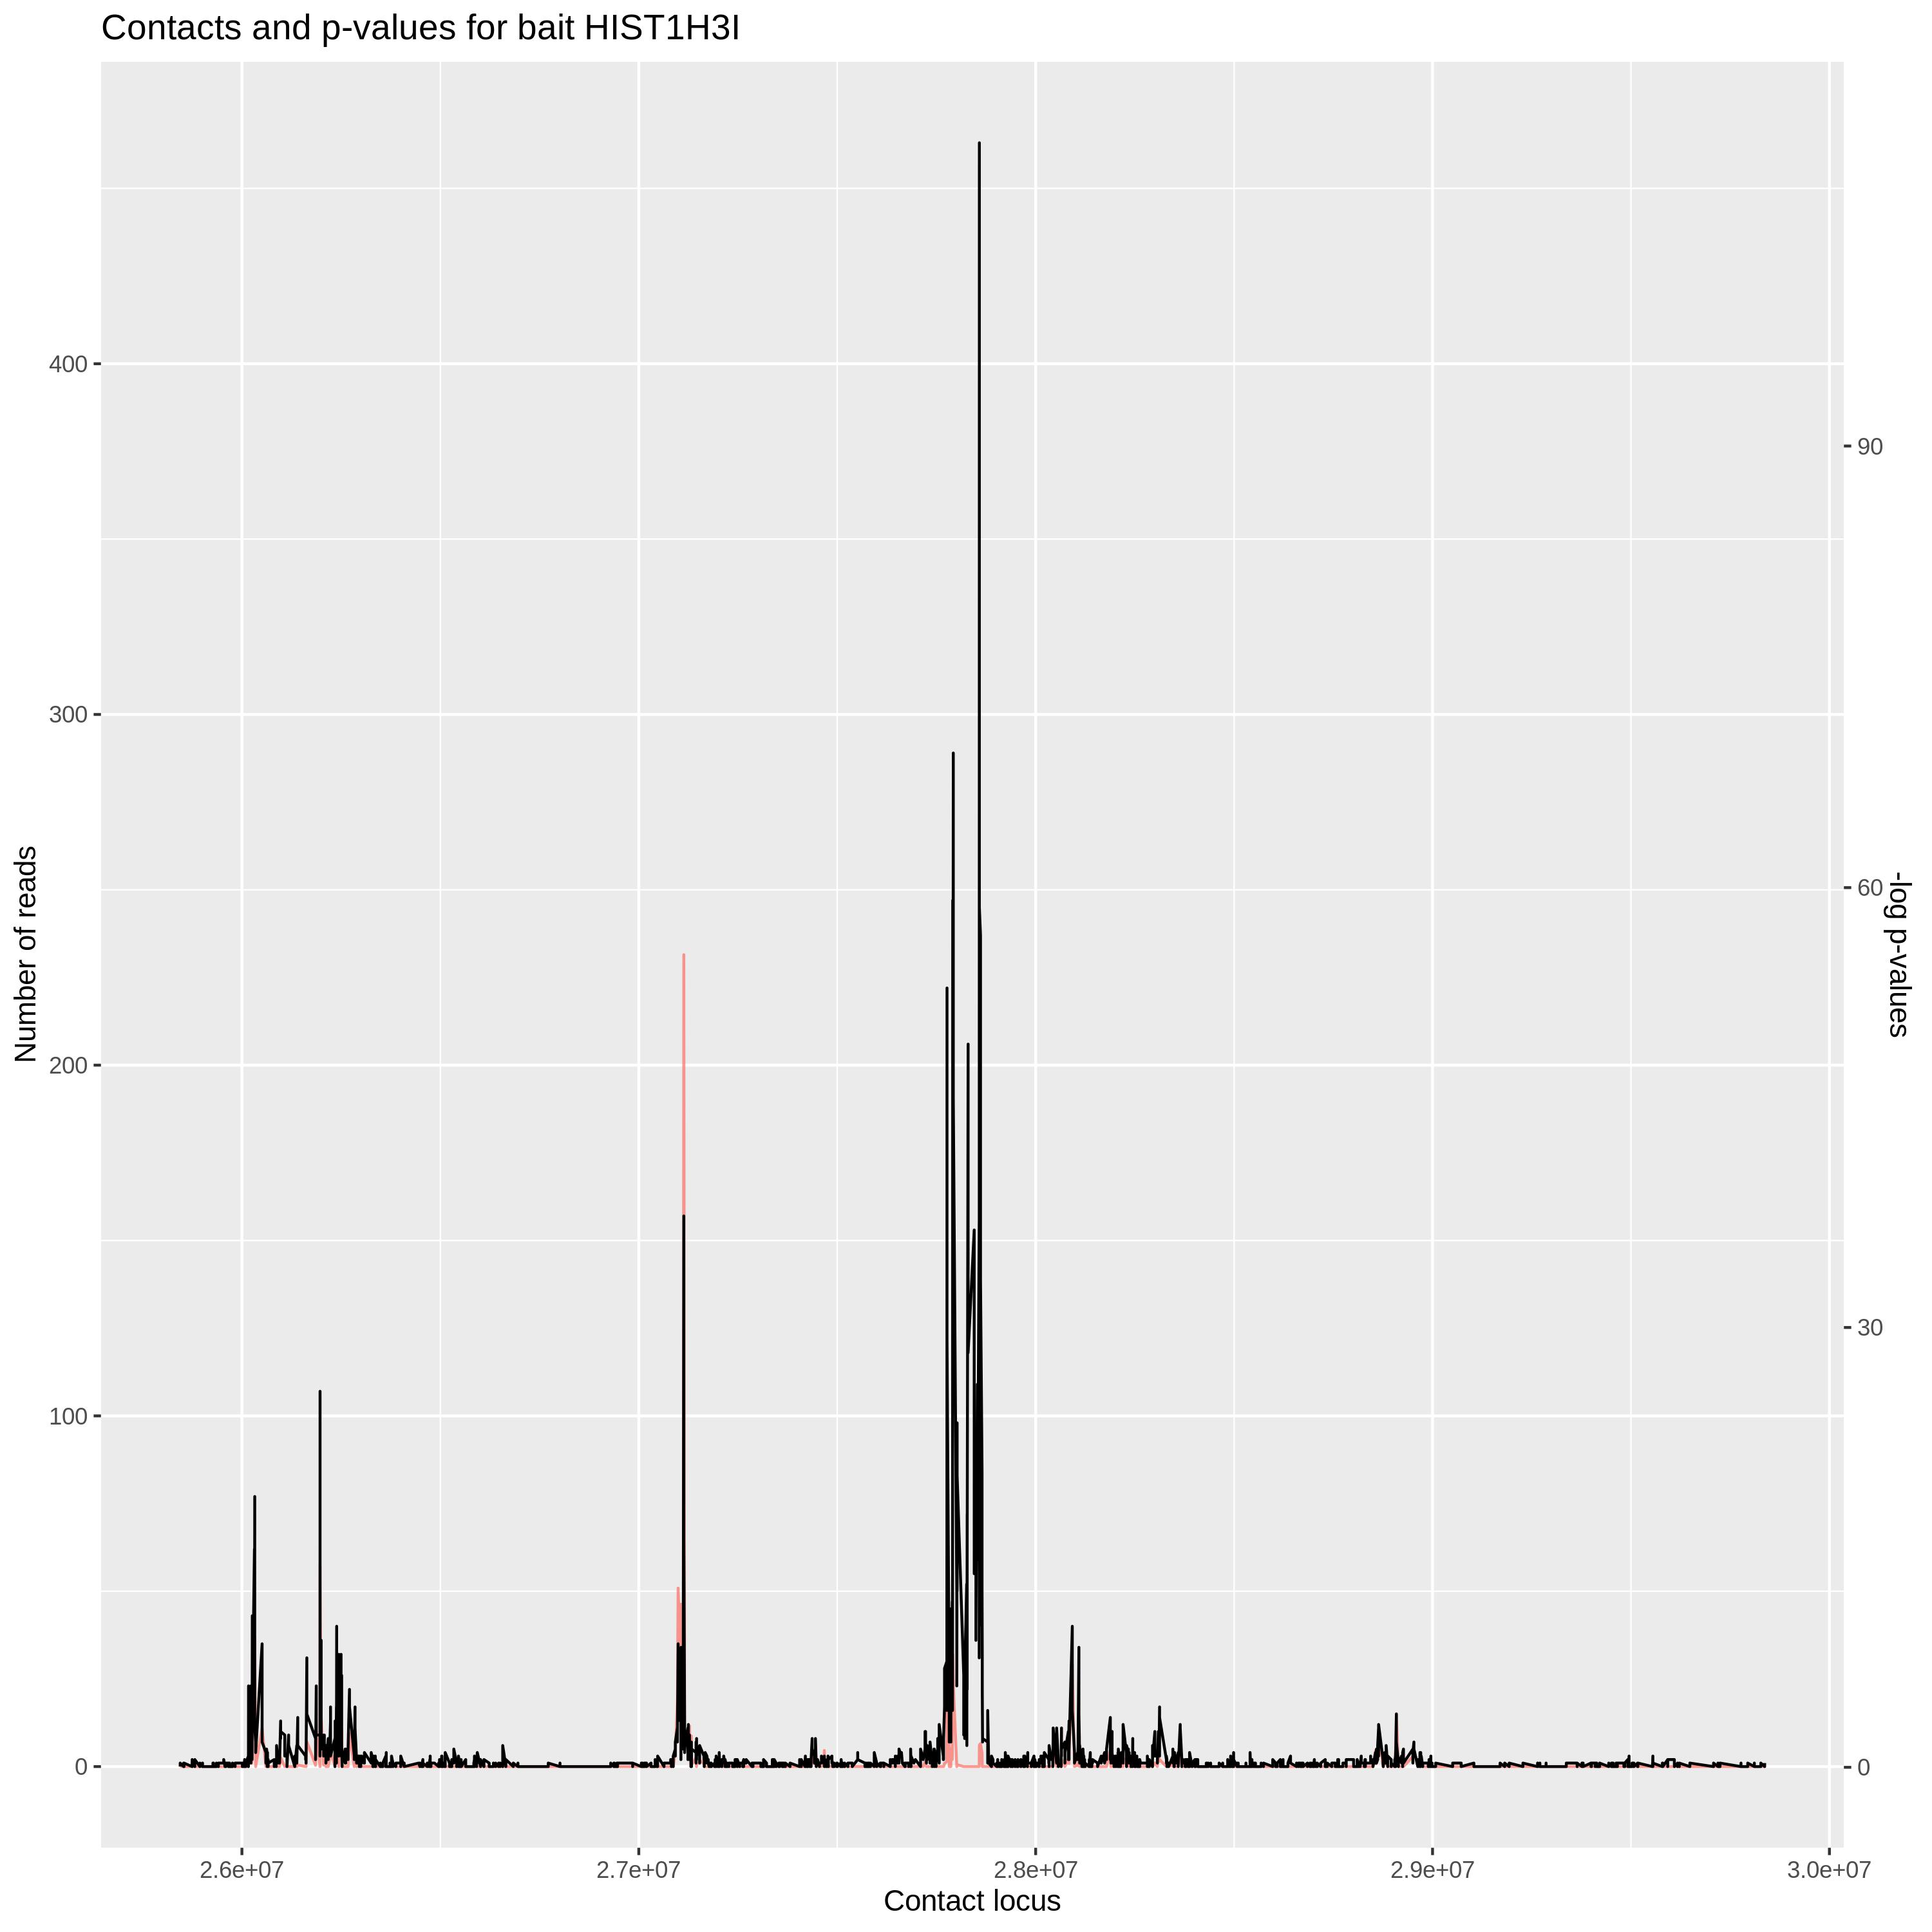 Contacts and p-values for bait HIST1H3I
400
300
200
100
0
Number of reads
90
60
30
0
-log p-values
2.6e+07
2.7e+07
2.8e+07
2.9e+07
3.0e+07
Contact locus